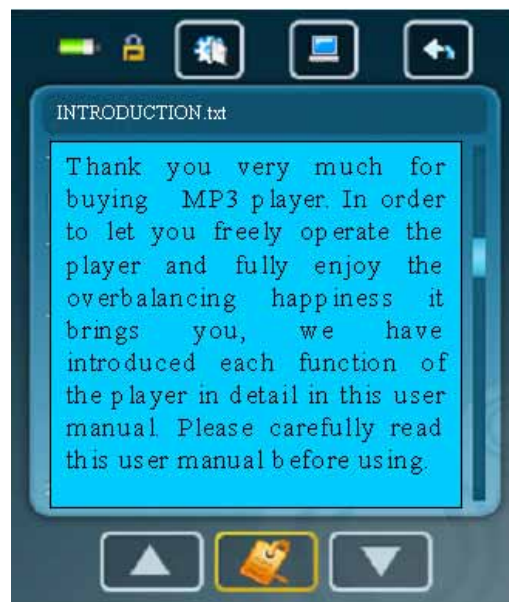 INTRODUCTION.txt
Thank you very much for
buying MP3 player. In order
to let you freely operate the
player and fully enjoy the
overbalancing happiness it
brings you, we have
introduced each function of
the player in detail in this user
manual. Please carefully read
this user manual before using.